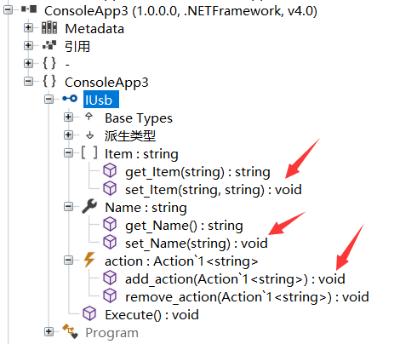 ConsoleApp3 (1.0.0.0, .NETFramework, v4.0)
Metadata
引用
{ } -
{ } ConsoleApp3
IUsb
Base Types
派生类型
[ ] Item : string
get_Item(string) : string
set_Item(string, string) : void
Name : string
get_Name() : string
set_Name(string) : void
action : Action`1<string>
add_action(Action`1<string>) : void
remove_action(Action`1<string>) : void
Execute() : void
Program